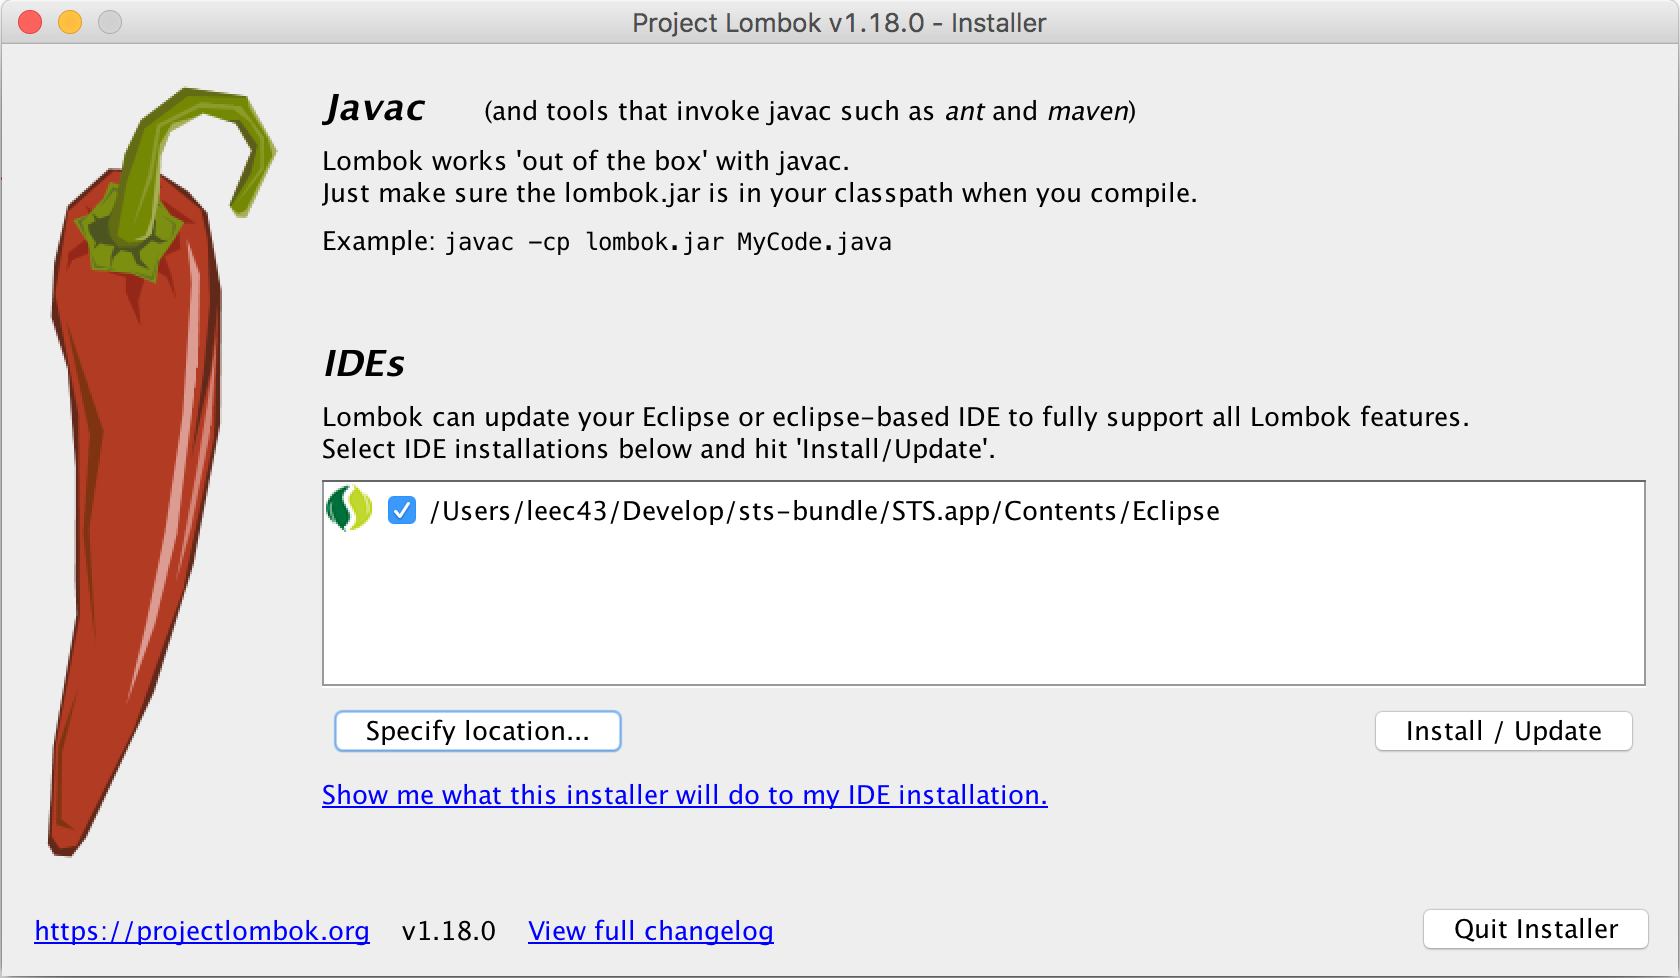 Project Lombok v1.18.0 - Installer
Javac (and tools that invoke javac such as ant and maven)
Lombok works 'out of the box' with javac.
Just make sure the lombok.jar is in your classpath when you compile.
Example: javac -cp lombok.jar MyCode.java
IDEs
Lombok can update your Eclipse or eclipse-based IDE to fully support all Lombok features.
Select IDE installations below and hit 'Install/Update'.
/Users/leec43/Develop/sts-bundle/STS.app/Contents/Eclipse
Specify location... Install / Update
Show me what this installer will do to my IDE installation.
https://projectlombok.org v1.18.0 View full changelog Quit Installer